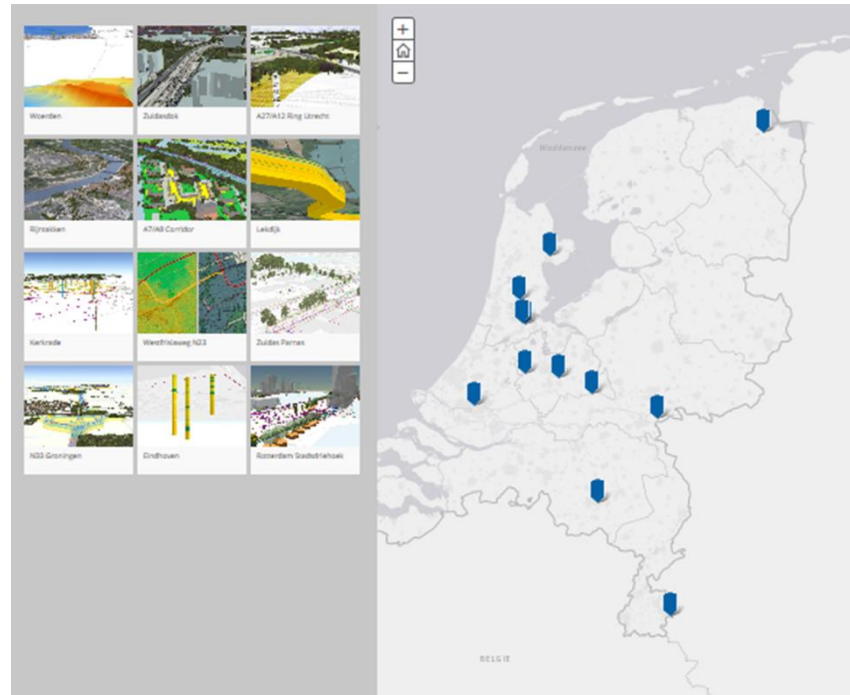 Woerden
Zuidasdok
A27/A12 Ring Utrecht
Rijntakken
A7/A8 Corridor
Lekdijk
Kerkrade
Westfrisiaweg N23
Zuidas Parnas
N33 Groningen
Eindhoven
Rotterdam Stadsdriehoek
+
−
Waddenzee
BELGIE